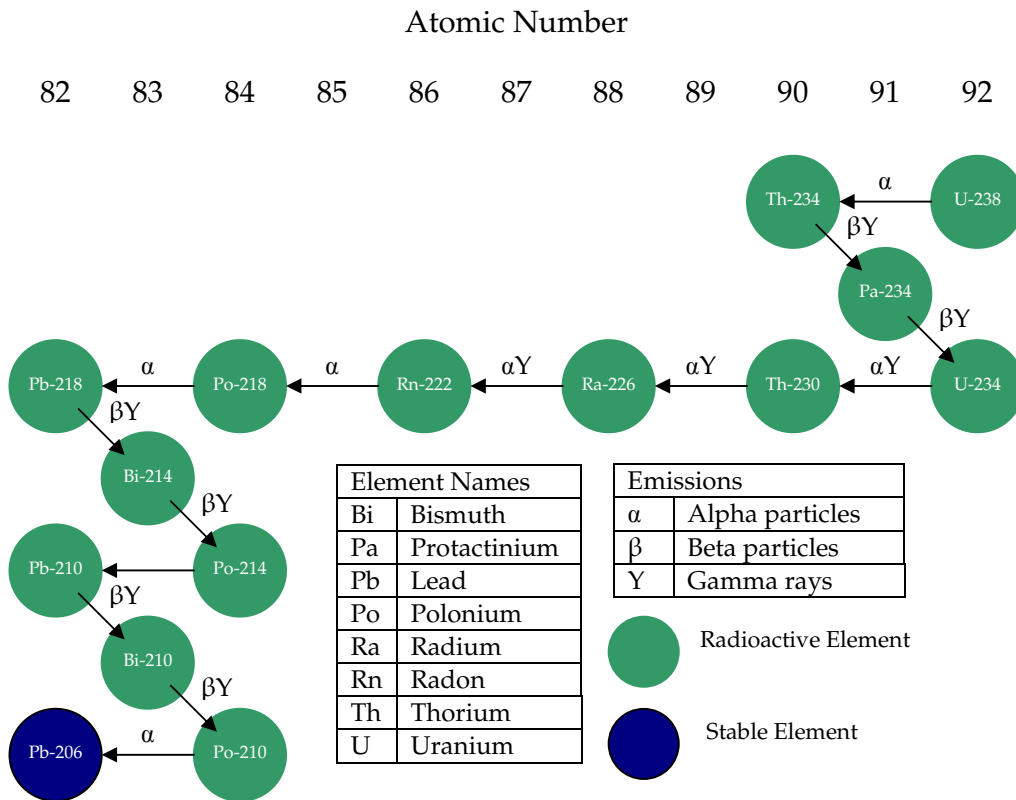 Atomic Number
82 83 84 85 86 87 88 89 90 91 92
Th-234 α U-238
βY
Pa-234
βY
Pb-218 α Po-218 α Rn-222 αY Ra-226 αY Th-230 αY U-234
βY
Bi-214
βY
Pb-210 Po-214
βY
Bi-210
βY
Pb-206 α Po-210
Element Names
Bi Bismuth
Pa Protactinium
Pb Lead
Po Polonium
Ra Radium
Rn Radon
Th Thorium
U Uranium
Emissions
α Alpha particles
β Beta particles
Y Gamma rays
Radioactive Element
Stable Element